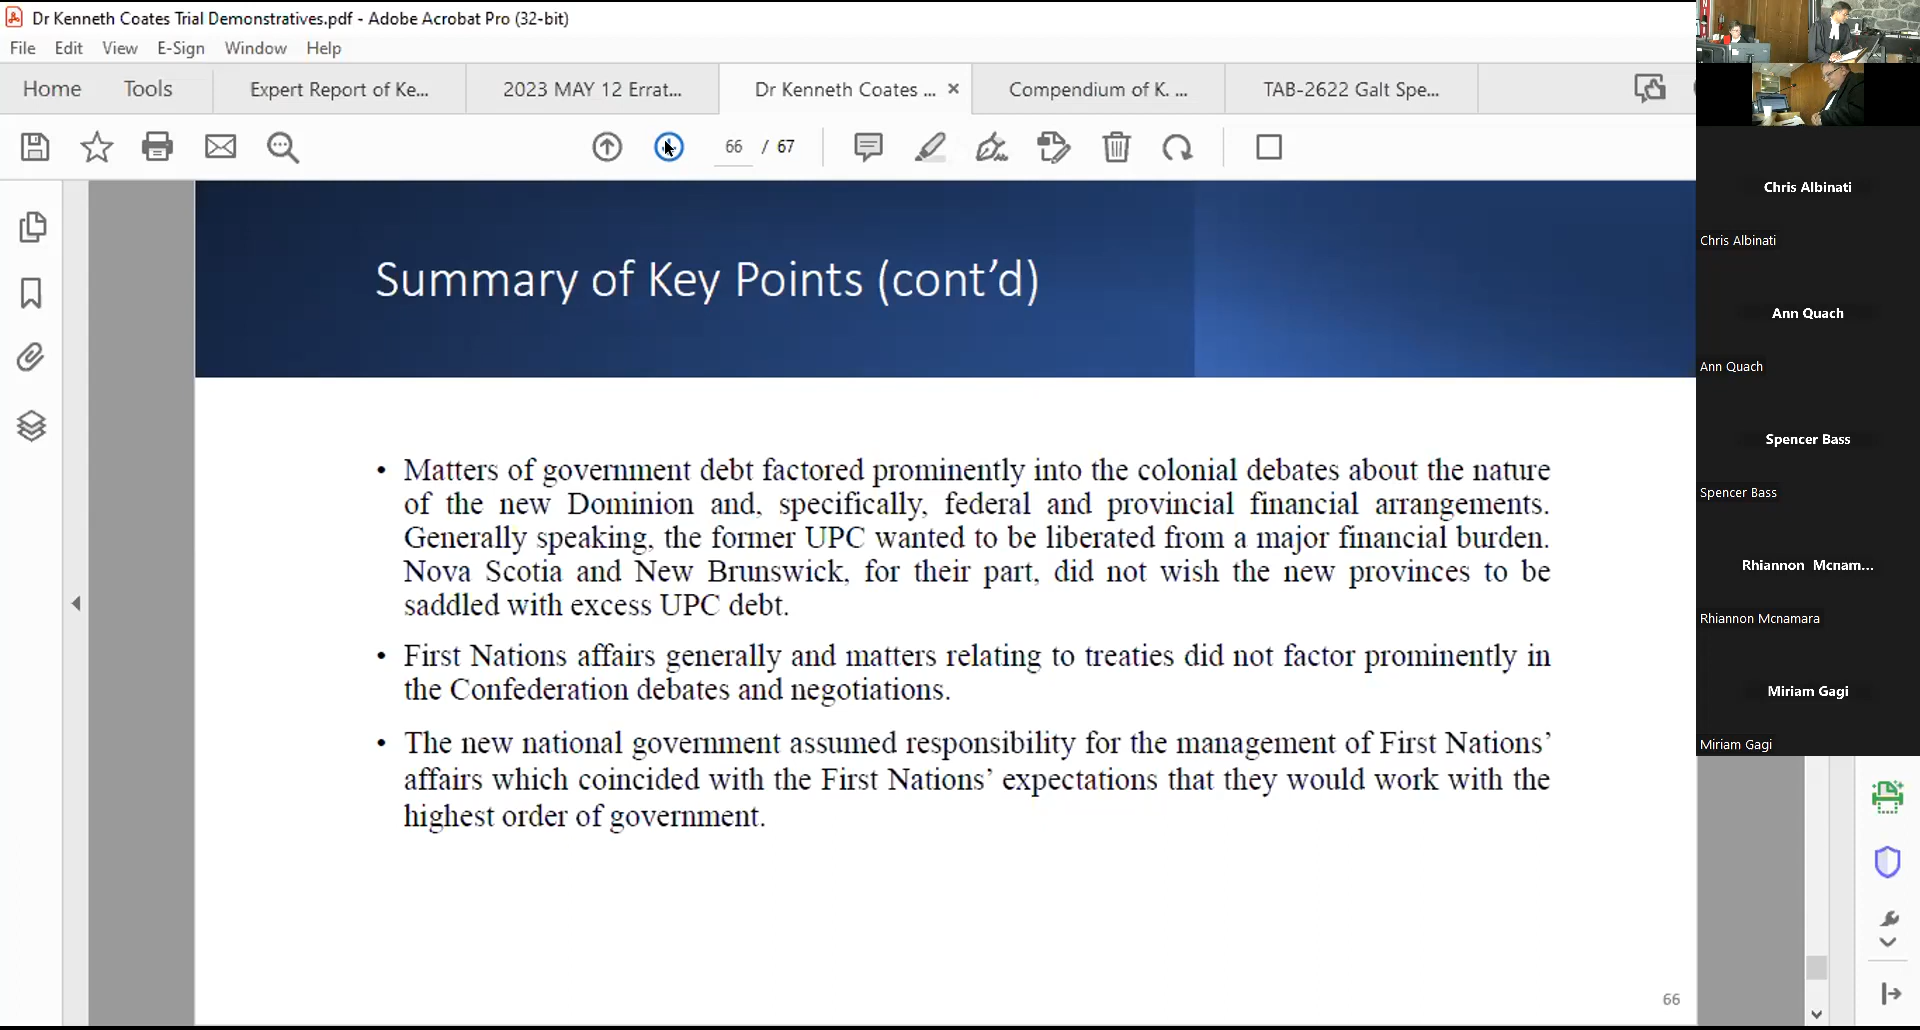 Dr Kenneth Coates Trial Demonstratives.pdf - Adobe Acrobat Pro (32-bit)
File Edit View E-Sign Window Help
Home Tools Expert Report of Ke... 2023 MAY 12 Errat... Dr Kenneth Coates ... × Compendium of K. ... TAB-2622 Galt Spe...
66 / 67
Summary of Key Points (cont’d)
• Matters of government debt factored prominently into the colonial debates about the nature
of the new Dominion and, specifically, federal and provincial financial arrangements.
Generally speaking, the former UPC wanted to be liberated from a major financial burden.
Nova Scotia and New Brunswick, for their part, did not wish the new provinces to be
saddled with excess UPC debt.
• First Nations affairs generally and matters relating to treaties did not factor prominently in
the Confederation debates and negotiations.
• The new national government assumed responsibility for the management of First Nations’
affairs which coincided with the First Nations’ expectations that they would work with the
highest order of government.
66
Chris Albinati
Chris Albinati
Ann Quach
Ann Quach
Spencer Bass
Spencer Bass
Rhiannon Mcnam...
Rhiannon Mcnamara
Miriam Gagi
Miriam Gagi